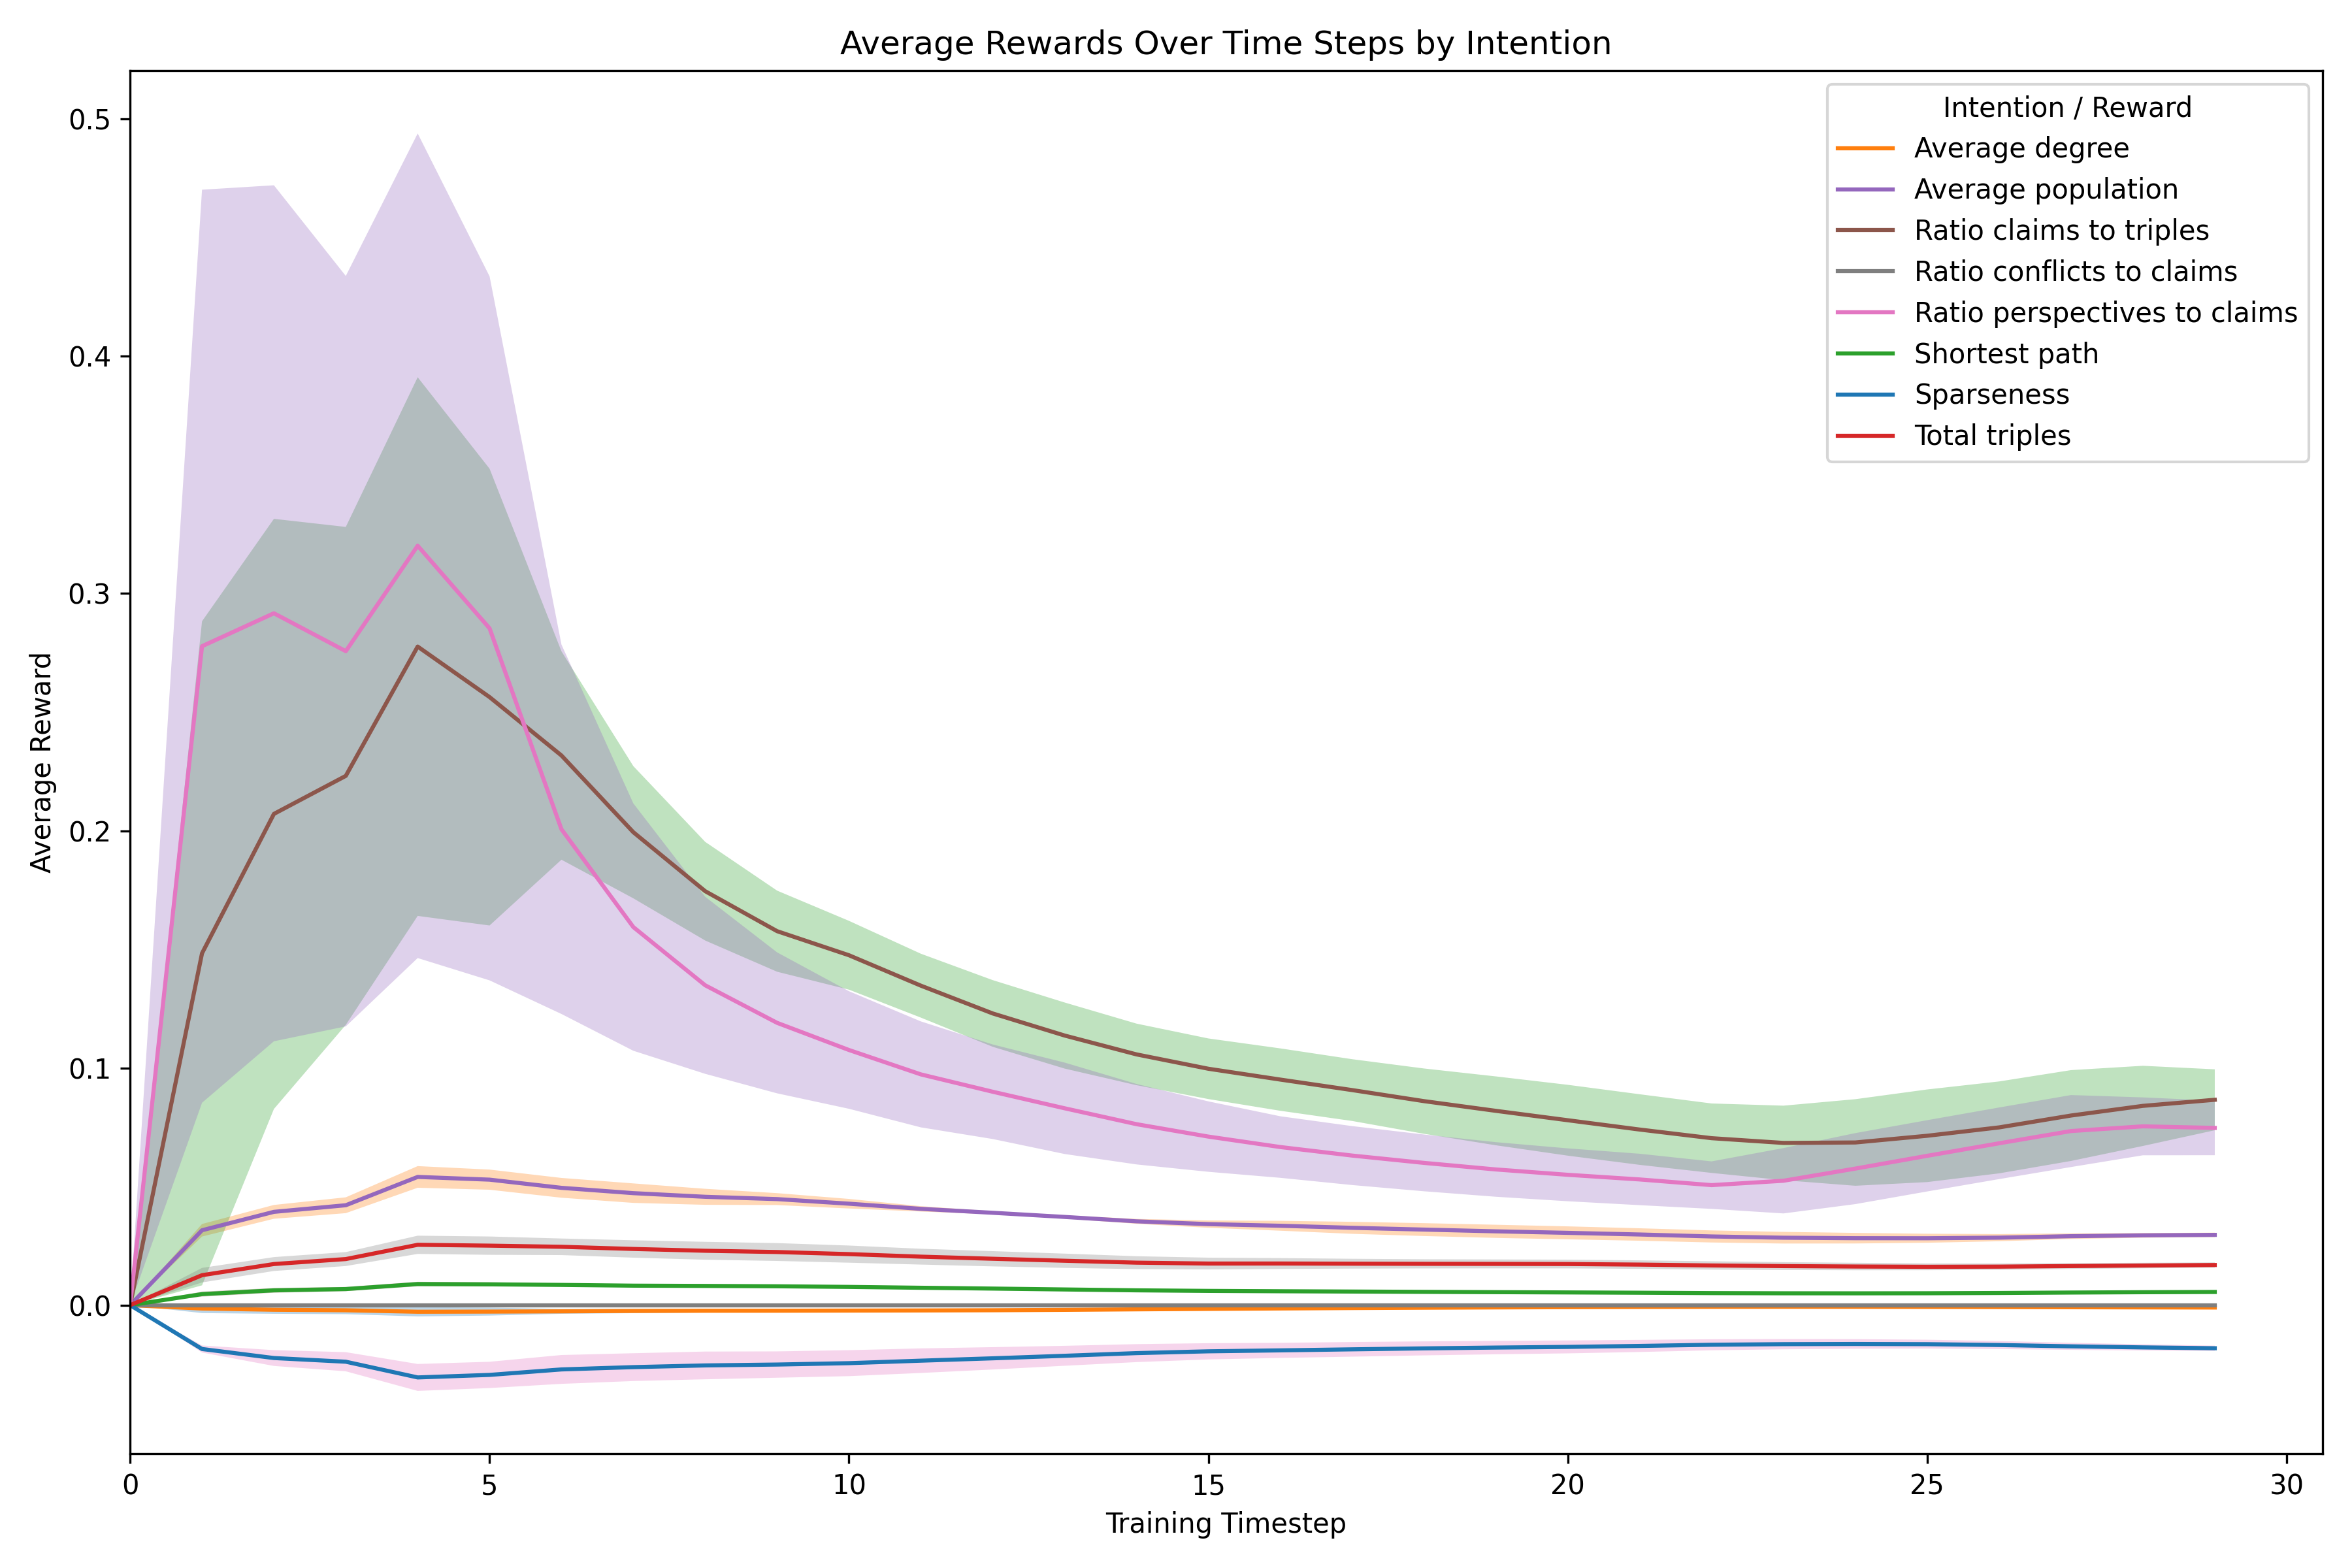 Average Rewards Over Time Steps by Intention
Intention / Reward
Average degree
Average population
Ratio claims to triples
Ratio conflicts to claims
Ratio perspectives to claims
Shortest path
Sparseness
Total triples
Average Reward
0.5
0.4
0.3
0.2
0.1
0.0
0
5
10
15
20
25
30
Training Timestep